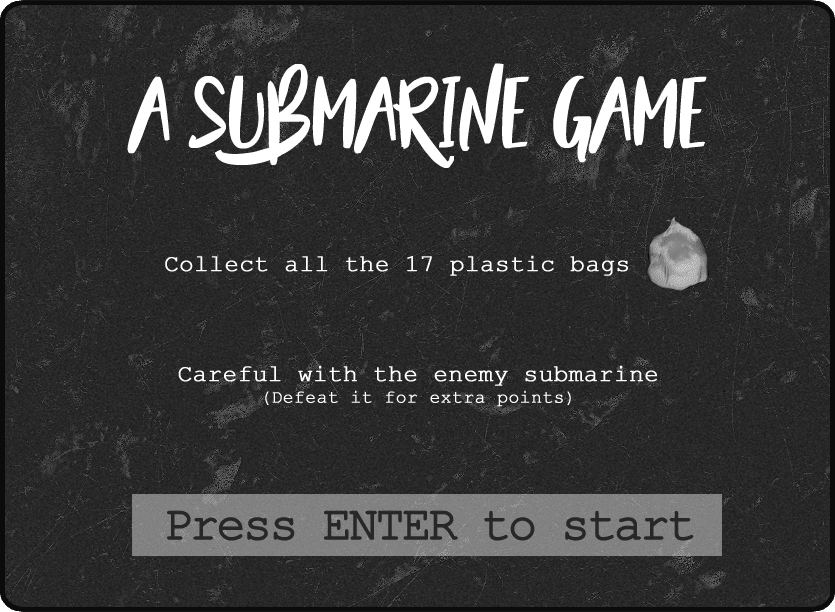 A SUBMARINE GAME
Collect all the 17 plastic bags
Careful with the enemy submarine
(Defeat it for extra points)
Press ENTER to start